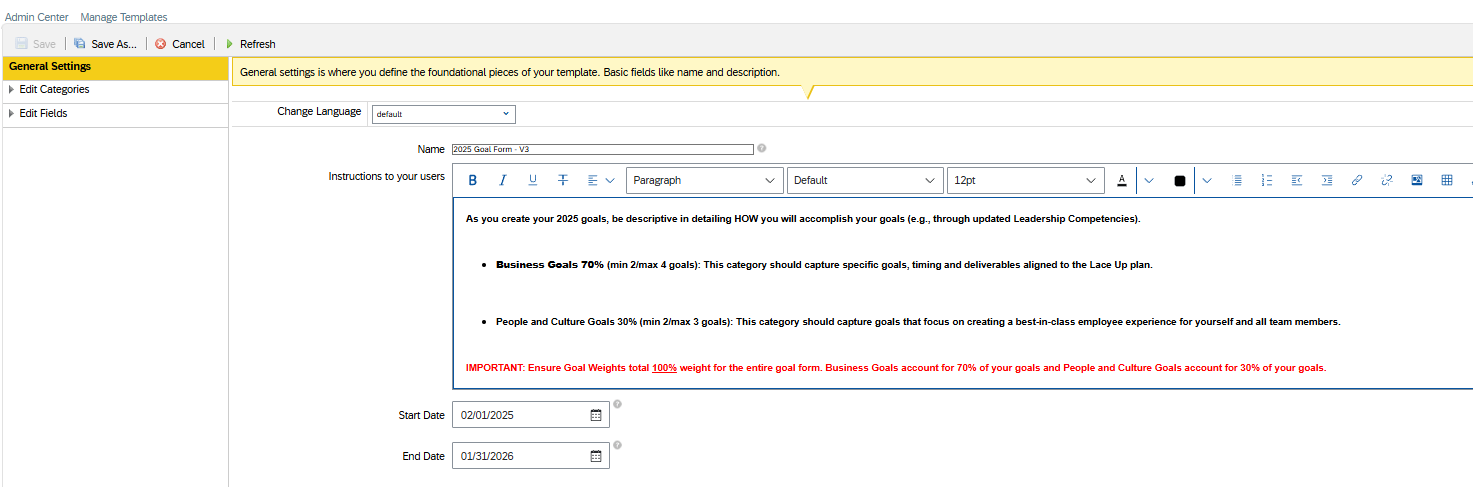 Admin Center Manage Templates
Save Save As... Cancel Refresh
General Settings
Edit Categories
Edit Fields
General settings is where you define the foundational pieces of your template. Basic fields like name and description.
Change Language default
Name 2025 Goal Form - V3
Instructions to your users
B I U T Paragraph Default 12pt A
As you create your 2025 goals, be descriptive in detailing HOW you will accomplish your goals (e.g., through updated Leadership Competencies).
Business Goals 70% (min 2/max 4 goals): This category should capture specific goals, timing and deliverables aligned to the Lace Up plan.
People and Culture Goals 30% (min 2/max 3 goals): This category should capture goals that focus on creating a best-in-class employee experience for yourself and all team members.
IMPORTANT: Ensure Goal Weights total 100% weight for the entire goal form. Business Goals account for 70% of your goals and People and Culture Goals account for 30% of your goals.
Start Date 02/01/2025
End Date 01/31/2026